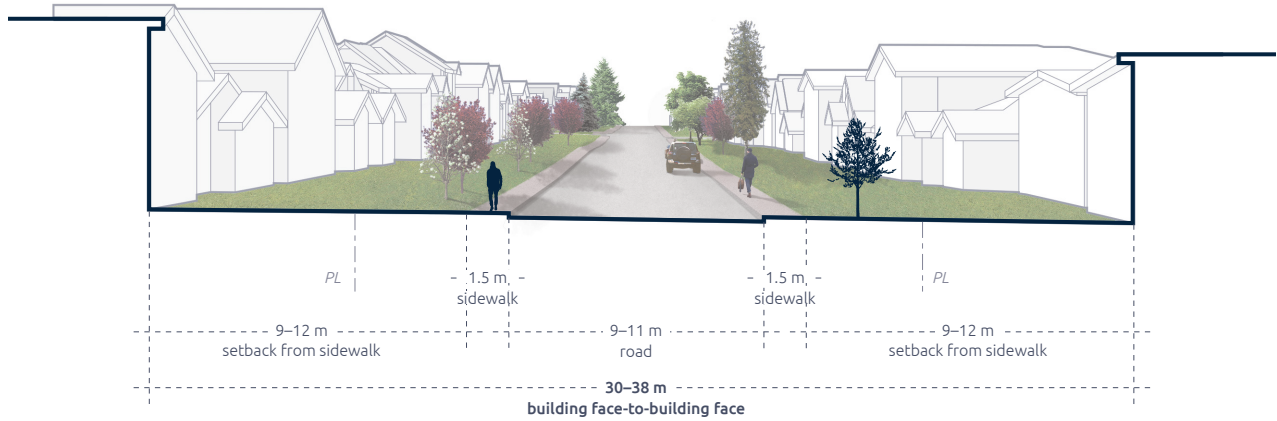 PL
1.5 m
sidewalk
1.5 m
sidewalk
PL
9–12 m
setback from sidewalk
9–11 m
road
9–12 m
setback from sidewalk
30–38 m
building face-to-building face